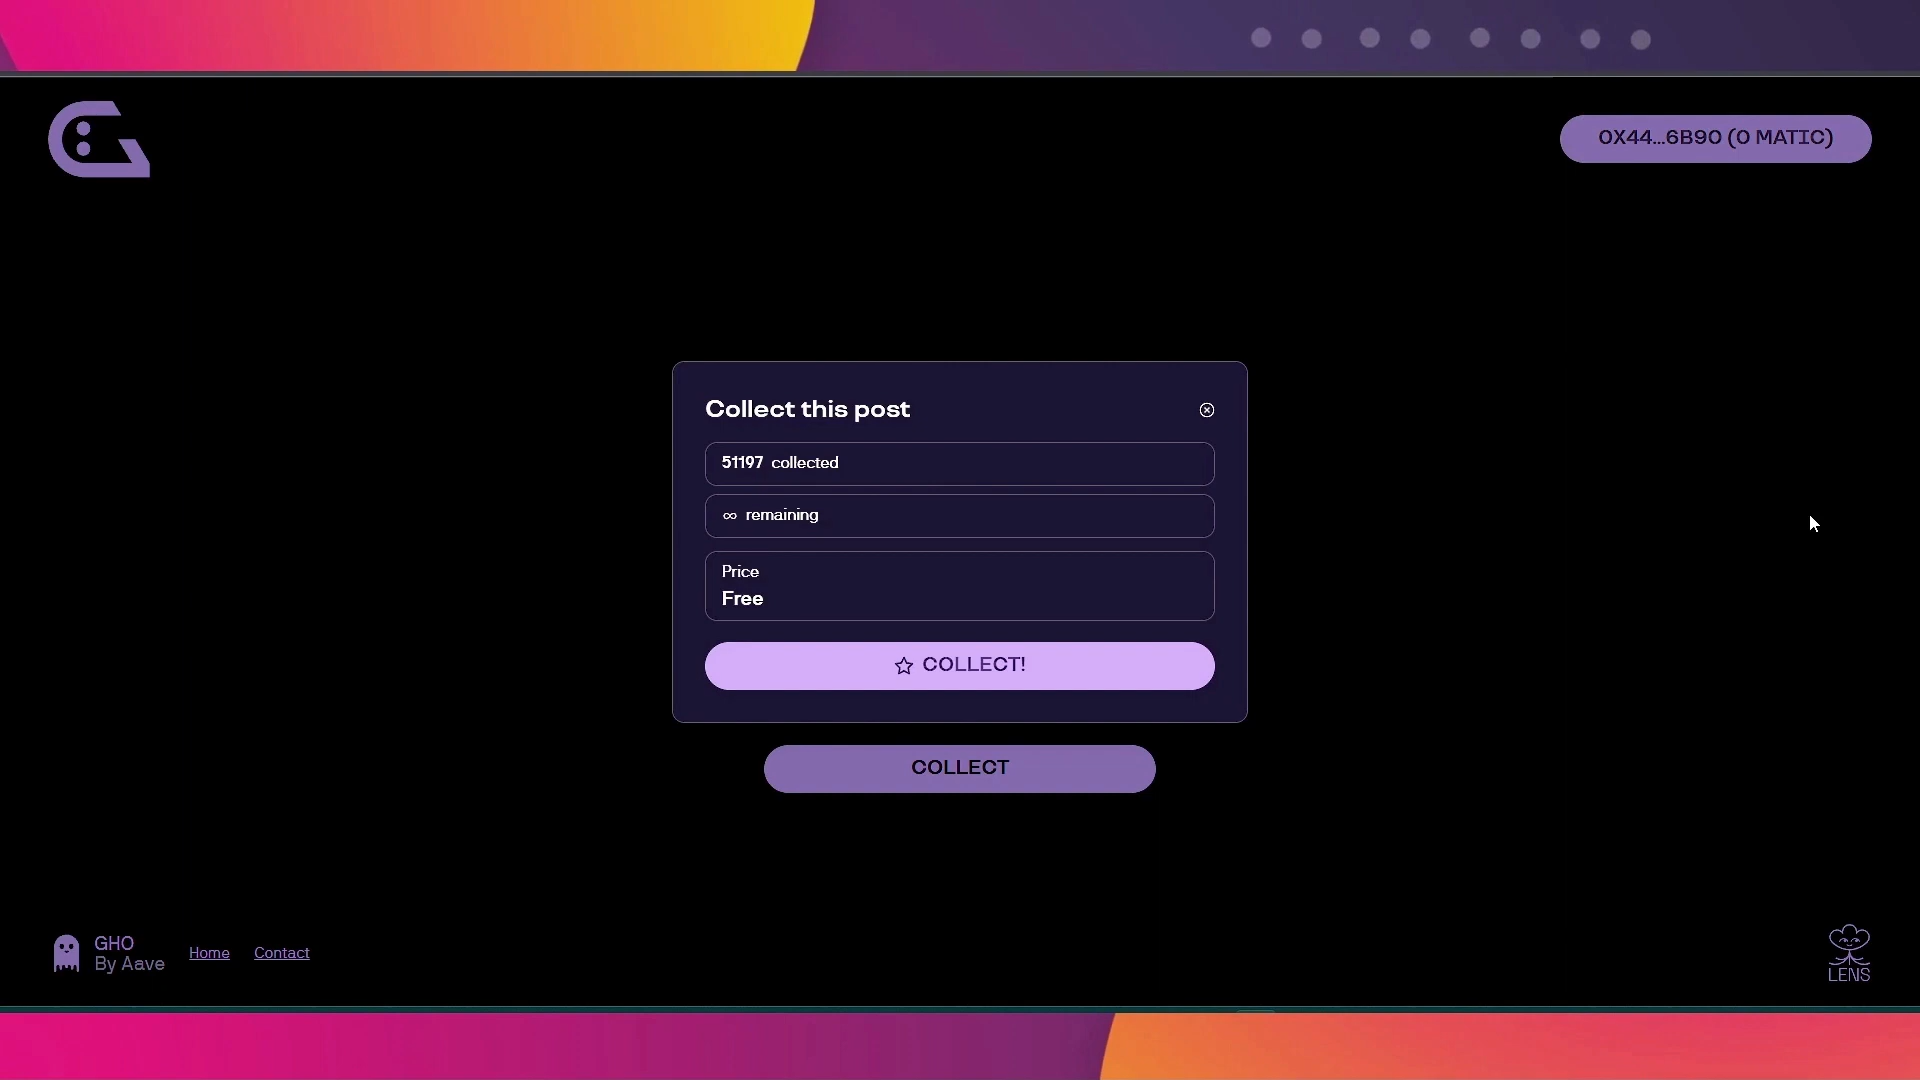 0X44...6B90 (0 MATIC)
Collect this post
51197 collected
∞ remaining
Price
Free
COLLECT!
COLLECT
GHO
By Aave
Home
Contact
LENS